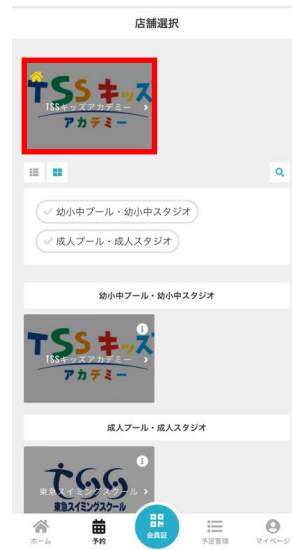 店舗選択
TSSキッズ
TSSキッズアカデミー
アカデミー
幼小中プール・幼小中スタジオ
成人プール・成人スタジオ
幼小中プール・幼小中スタジオ
TSSキッズ
TSSキッズアカデミー
アカデミー
成人プール・成人スタジオ
東急スイミングスクール
東急スイミングスクール
ホーム
予約
会員証
予定管理
マイページ